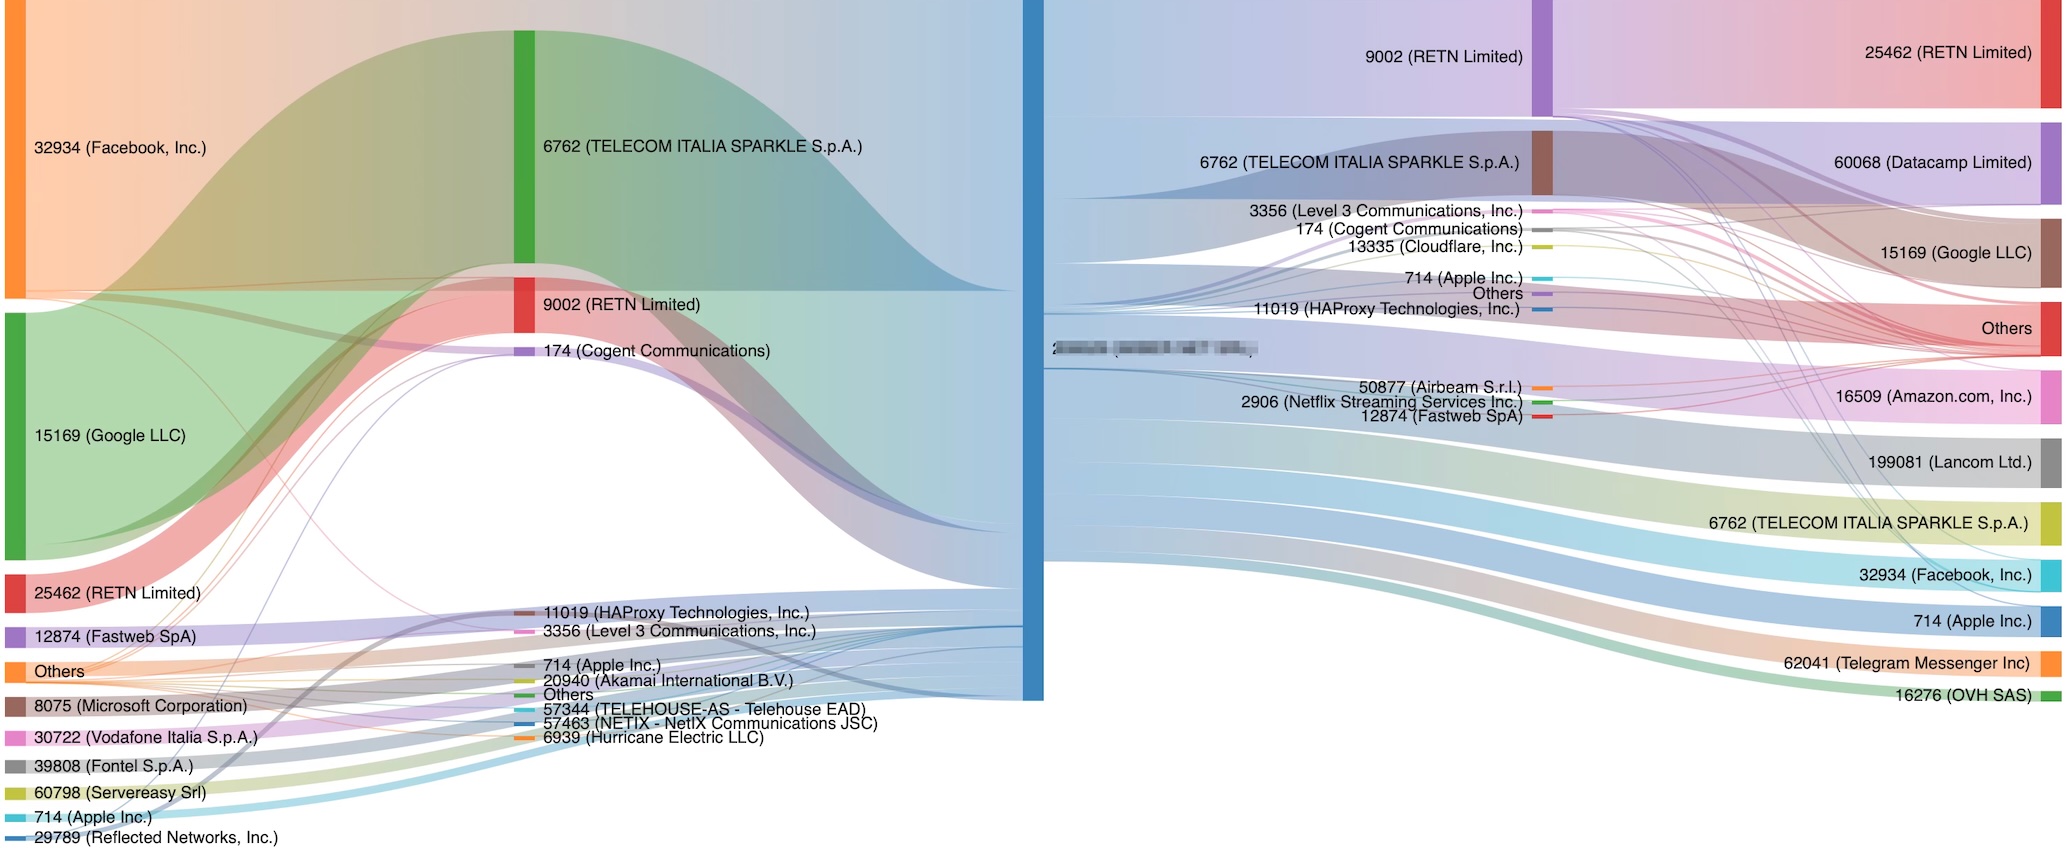 32934 (Facebook, Inc.)
15169 (Google LLC)
25462 (RETN Limited)
12874 (Fastweb SpA)
Others
8075 (Microsoft Corporation)
30722 (Vodafone Italia S.p.A.)
39808 (Fontel S.p.A.)
60798 (Servereasy Srl)
714 (Apple Inc.)
29789 (Reflected Networks, Inc.)
6762 (TELECOM ITALIA SPARKLE S.p.A.)
9002 (RETN Limited)
174 (Cogent Communications)
11019 (HAProxy Technologies, Inc.)
3356 (Level 3 Communications, Inc.)
714 (Apple Inc.)
20940 (Akamai International B.V.)
Others
57344 (TELEHOUSE-AS - Telehouse EAD)
57463 (NETIX - NetIX Communications JSC)
6939 (Hurricane Electric LLC)
9002 (RETN Limited)
6762 (TELECOM ITALIA SPARKLE S.p.A.)
3356 (Level 3 Communications, Inc.)
174 (Cogent Communications)
13335 (Cloudflare, Inc.)
714 (Apple Inc.)
Others
11019 (HAProxy Technologies, Inc.)
50877 (Airbeam S.r.l.)
2906 (Netflix Streaming Services Inc.)
12874 (Fastweb SpA)
25462 (RETN Limited)
60068 (Datacamp Limited)
15169 (Google LLC)
Others
16509 (Amazon.com, Inc.)
199081 (Lancom Ltd.)
6762 (TELECOM ITALIA SPARKLE S.p.A.)
32934 (Facebook, Inc.)
714 (Apple Inc.)
62041 (Telegram Messenger Inc)
16276 (OVH SAS)